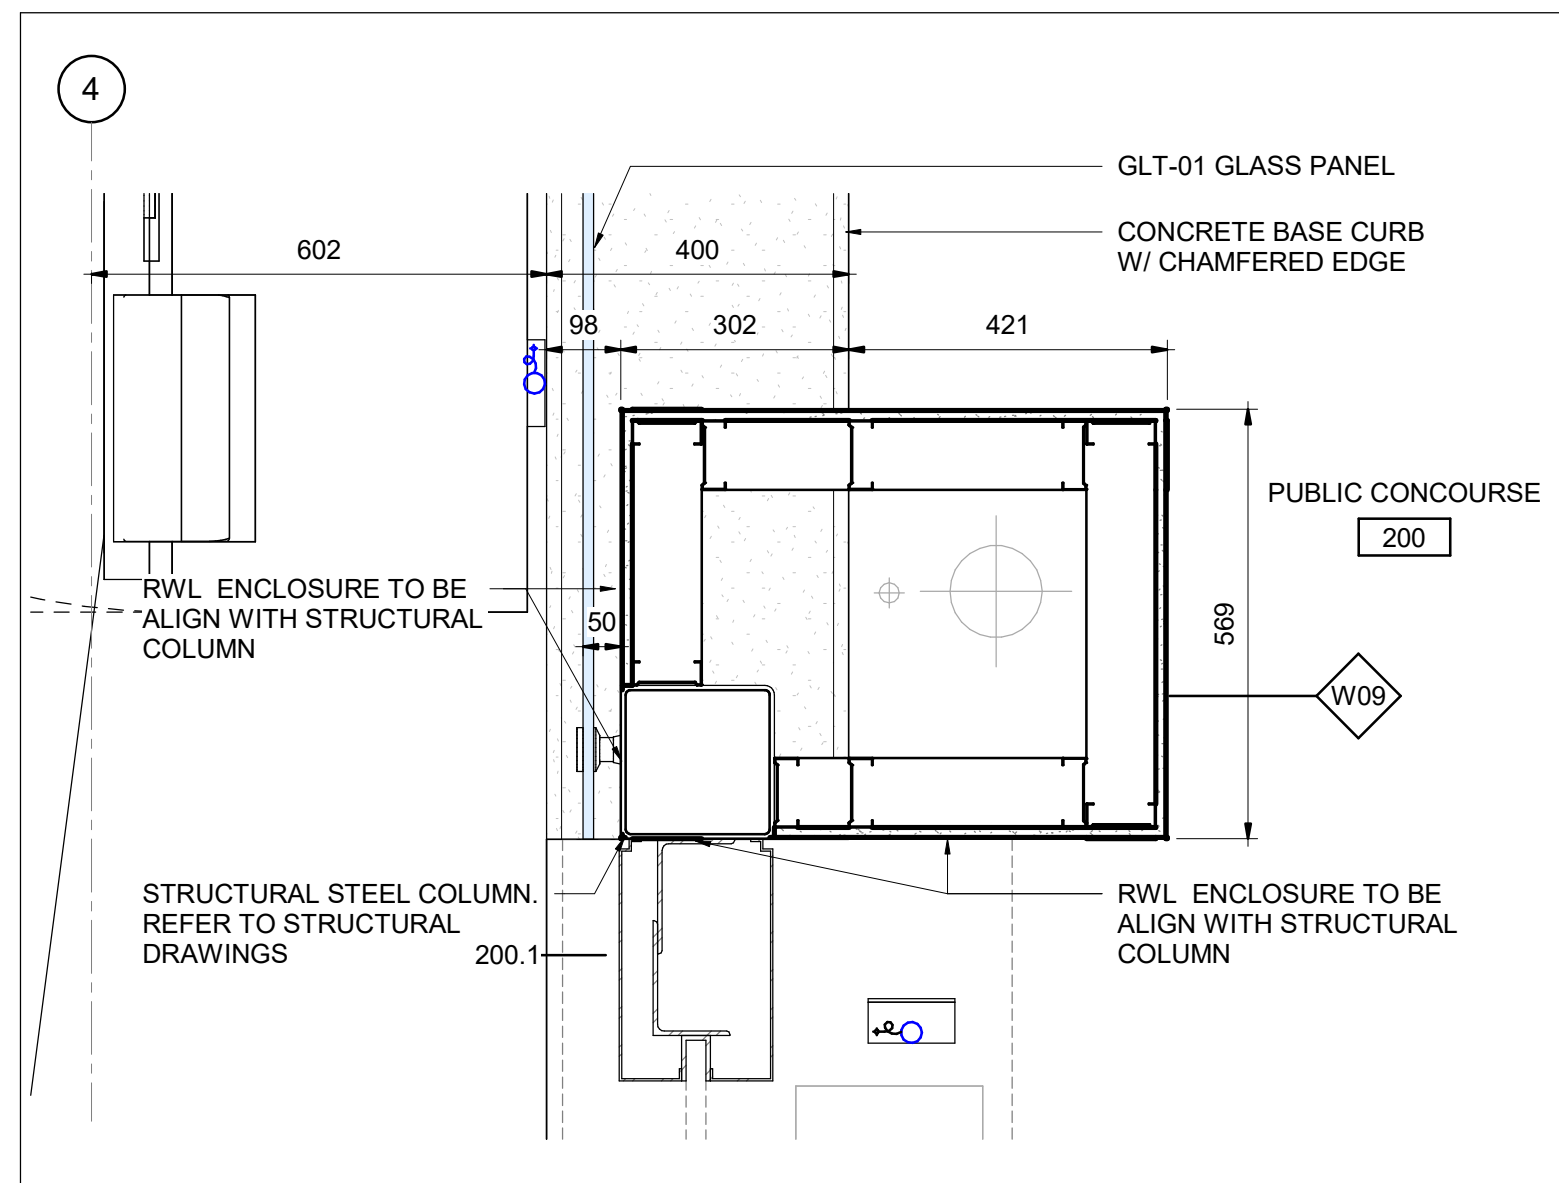 4
GLT-01 GLASS PANEL
CONCRETE BASE CURB
W/ CHAMFERED EDGE
602
400
98
302
421
PUBLIC CONCOURSE
200
RWL  ENCLOSURE TO BE
ALIGN WITH STRUCTURAL
COLUMN
50
569
W09
STRUCTURAL STEEL COLUMN.
REFER TO STRUCTURAL
DRAWINGS
200.1
RWL  ENCLOSURE TO BE
ALIGN WITH STRUCTURAL
COLUMN